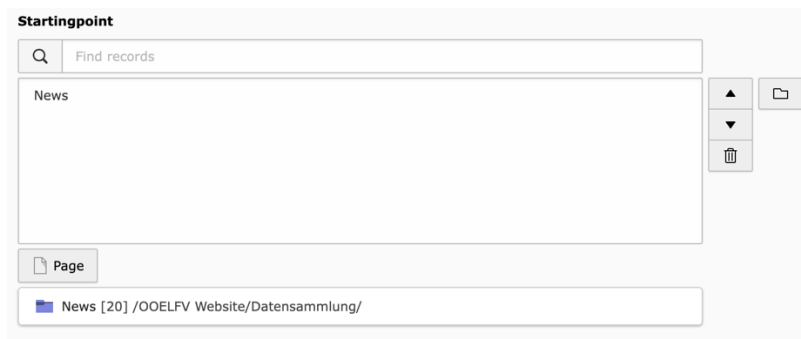 Startingpoint
Find records
News
Page
News [20] /OOELFV Website/Datensammlung/